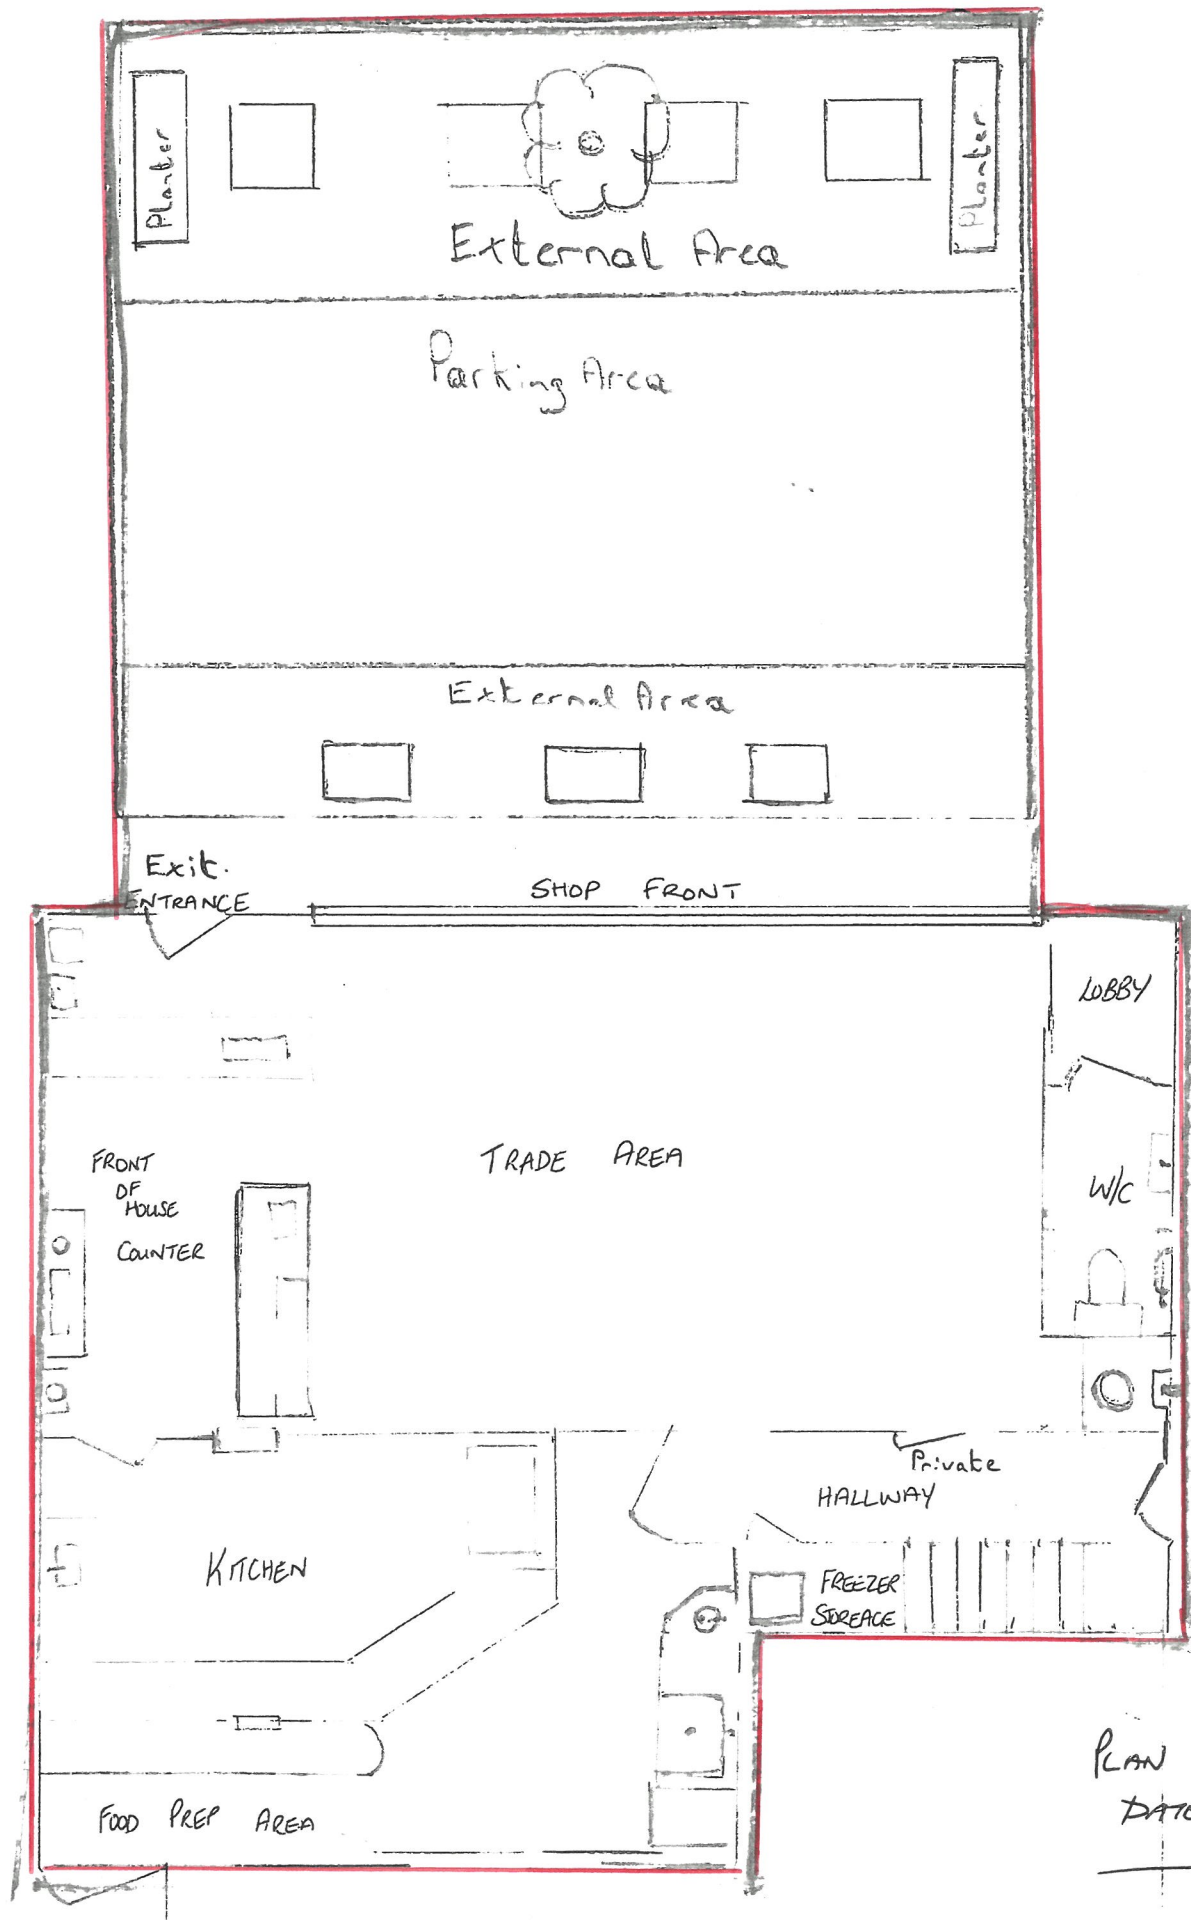 Planter
Planter
External Area
Parking Area
External Area
Exit.
ENTRANCE
SHOP FRONT
LOBBY
FRONT
OF
HOUSE
COUNTER
TRADE AREA
W/C
Private
HALLWAY
KITCHEN
FREEZER
STOREAGE
FOOD PREP AREA
PLAN
DATE